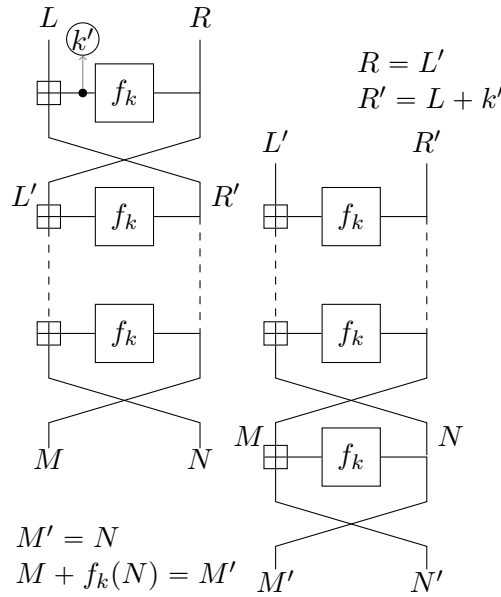 L R
k′
f_k
R = L′
R′ = L + k′
L′ R′
L′ R′
f_k f_k
f_k f_k
M N
f_k
M N
M′ = N
M + f_k(N) = M′
M′ N′